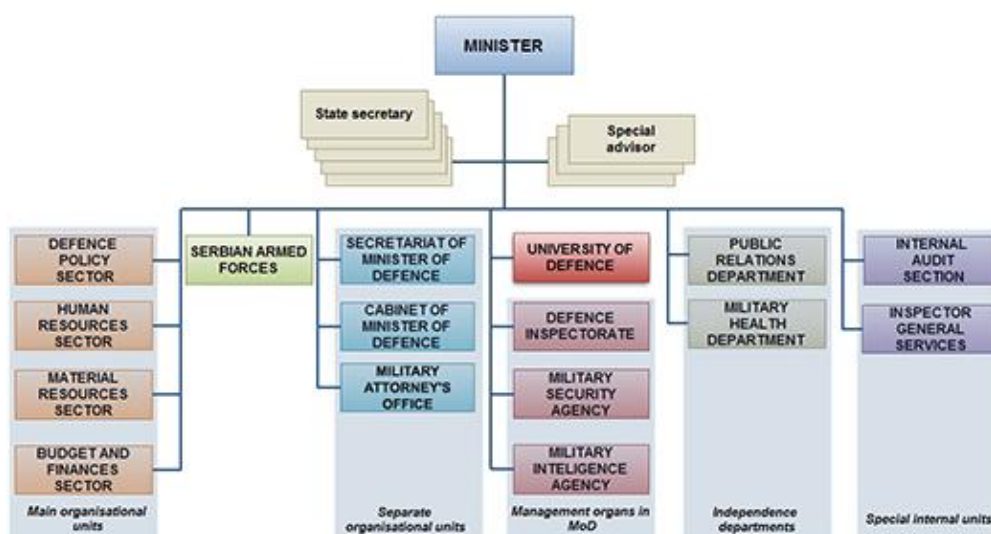 MINISTER
State secretary
Special
advisor
DEFENCE
POLICY
SECTOR
HUMAN
RESOURCES
SECTOR
MATERIAL
RESOURCES
SECTOR
BUDGET AND
FINANCES
SECTOR
Main organisational
units
SERBIAN ARMED
FORCES
SECRETARIAT OF
MINISTER OF
DEFENCE
CABINET OF
MINISTER OF
DEFENCE
MILITARY
ATTORNEY'S
OFFICE
Separate
organisational units
UNIVERSITY OF
DEFENCE
DEFENCE
INSPECTORATE
MILITARY
SECURITY
AGENCY
MILITARY
INTELIGENCE
AGENCY
Management organs in
MoD
PUBLIC
RELATIONS
DEPARTMENT
MILITARY
HEALTH
DEPARTMENT
Independence
departments
INTERNAL
AUDIT
SECTION
INSPECTOR
GENERAL
SERVICES
Special internal units